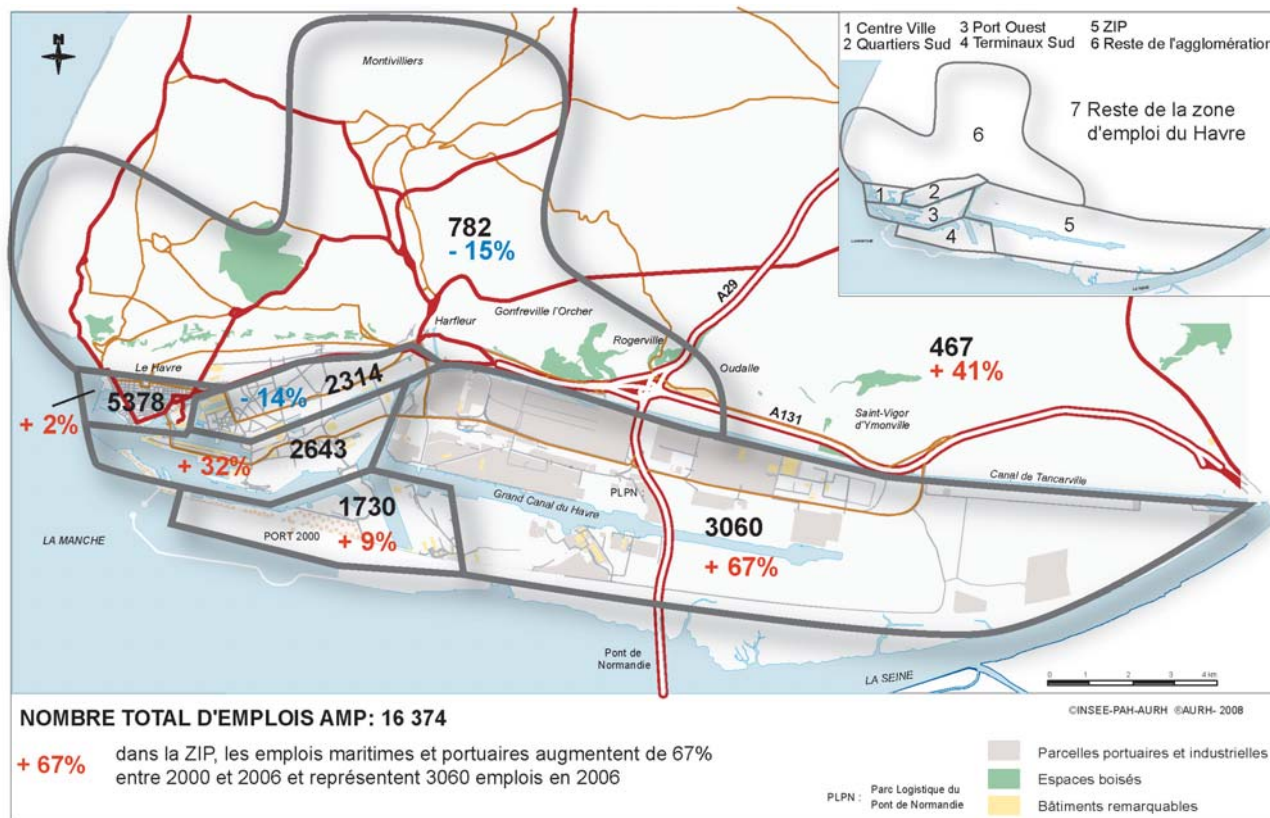 N
Montivilliers
1 Centre Ville 3 Port Ouest 5 ZIP
2 Quartiers Sud 4 Terminaux Sud 6 Reste de l'agglomération
7 Reste de la zone
d'emploi du Havre
6
1
2
3
4
5
782
- 15%
A29
Gonfreville l'Orcher
Harfleur
Rogerville
Oudalle
467
+ 41%
Le Havre
2314
- 14%
5378
+ 2%
A131
Saint-Vigor
d'Ymonville
2643
+ 32%
Canal de Tancarville
PLPN :
Grand Canal du Havre
1730
+ 9%
PORT 2000
3060
+ 67%
LA MANCHE
Pont de
Normandie
LA SEINE
0 1 2 3 4 km
NOMBRE TOTAL D'EMPLOIS AMP: 16 374
©INSEE-PAH-AURH ®AURH- 2008
+ 67%
dans la ZIP, les emplois maritimes et portuaires augmentent de 67%
entre 2000 et 2006 et représentent 3060 emplois en 2006
PLPN : Parc Logistique du
Pont de Normandie
Parcelles portuaires et industrielles
Espaces boisés
Bâtiments remarquables